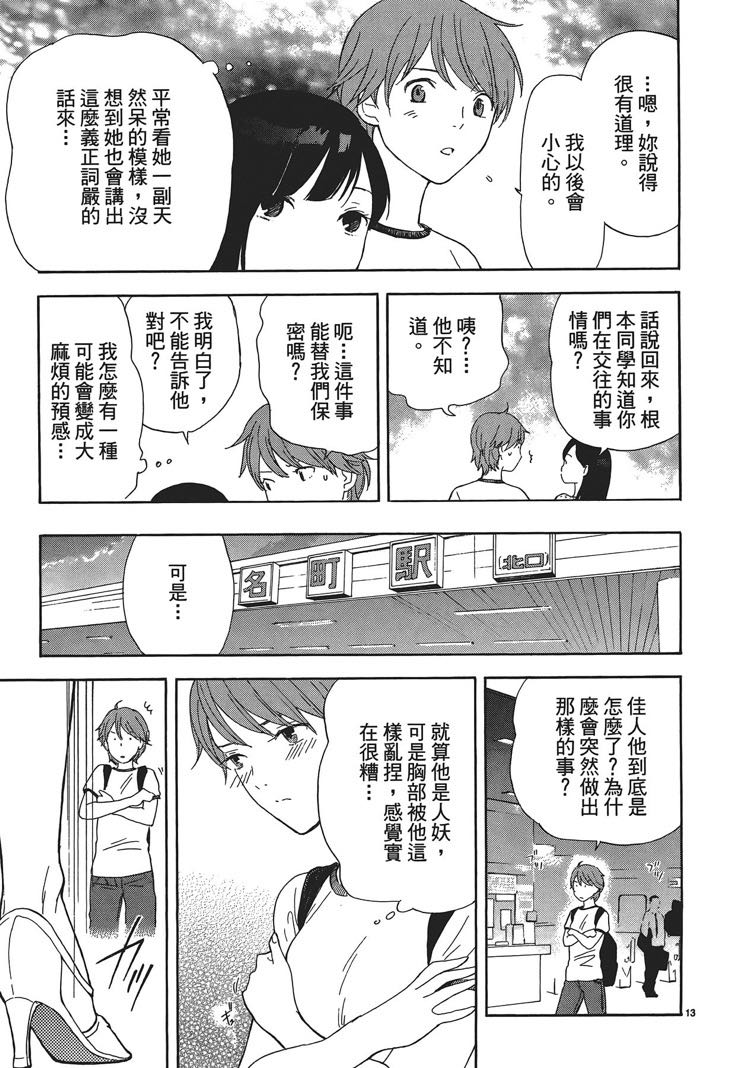 …嗯，妳說得
很有道理。
我以後會
小心的。
平常看她一副天
然呆的模樣，沒
想到她也會講出
這麼義正詞嚴的
話來…
話說回來，根
本同學知道你
們在交往的事
情嗎？
咦？……
他不知
道。
呃…這件事
能替我們保
密嗎？
我明白了，
不能告訴他
對吧？
我怎麼有一種
可能會變成大
麻煩的預感…
名町駅（北口）
可是…
佳人他到底是
怎麼了？為什
麼會突然做出
那樣的事？
就算他是人妖，
可是胸部被他這
樣亂捏，感覺實
在很糟…
13